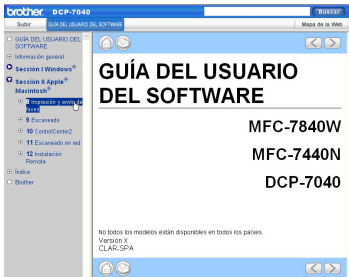 brother DCP-7040
Buscar
Subir
GUÍA DEL USUARIO DEL SOFTWARE
Mapa de la Web
GUÍA DEL USUARIO DEL SOFTWARE
Información general
Sección I Windows®
Sección II Apple Macintosh®
8 Impresión y envío de faxes
9 Escaneado
10 ControlCenter2
11 Escaneado en red
12 Instalación Remota
Índice
Brother
GUÍA DEL USUARIO
DEL SOFTWARE
MFC-7840W
MFC-7440N
DCP-7040
No todos los modelos están disponibles en todos los países.
Versión X
CLAR-SPA